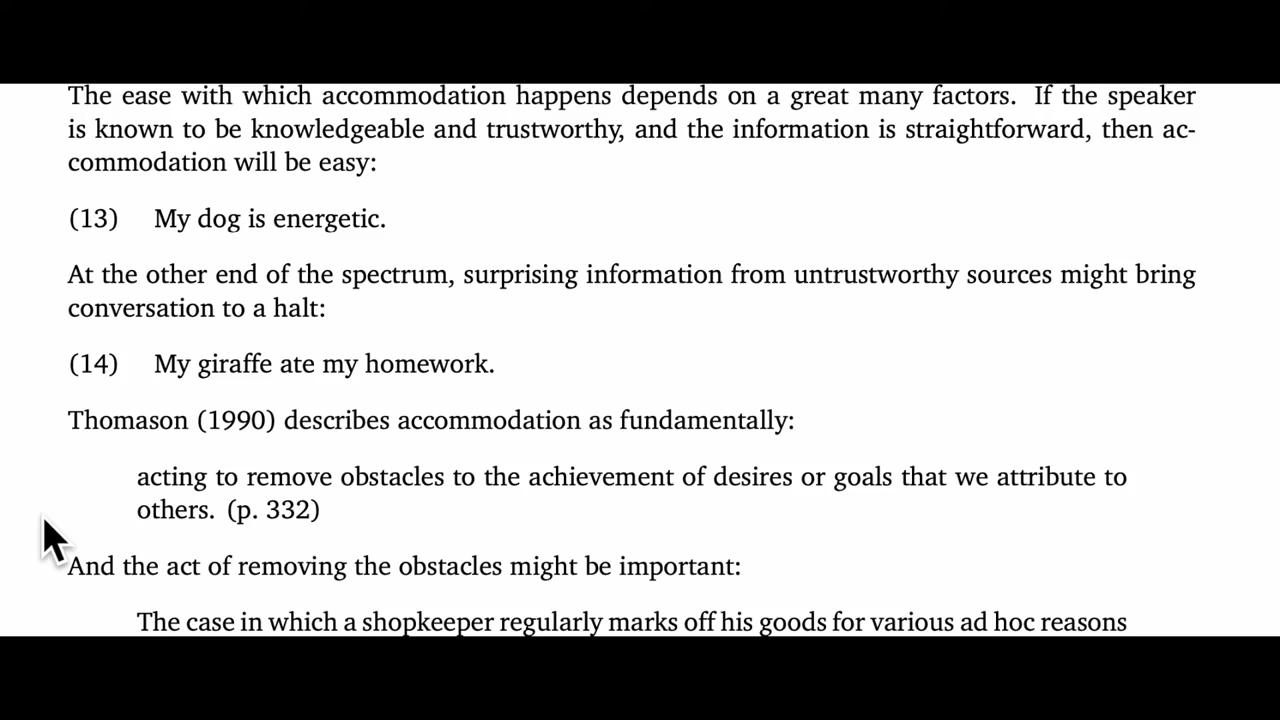 The ease with which accommodation happens depends on a great many factors. If the speaker
is known to be knowledgeable and trustworthy, and the information is straightforward, then ac-
commodation will be easy:
(13) My dog is energetic.
At the other end of the spectrum, surprising information from untrustworthy sources might bring
conversation to a halt:
(14) My giraffe ate my homework.
Thomason (1990) describes accommodation as fundamentally:
acting to remove obstacles to the achievement of desires or goals that we attribute to
others. (p. 332)
And the act of removing the obstacles might be important:
The case in which a shopkeeper regularly marks off his goods for various ad hoc reasons